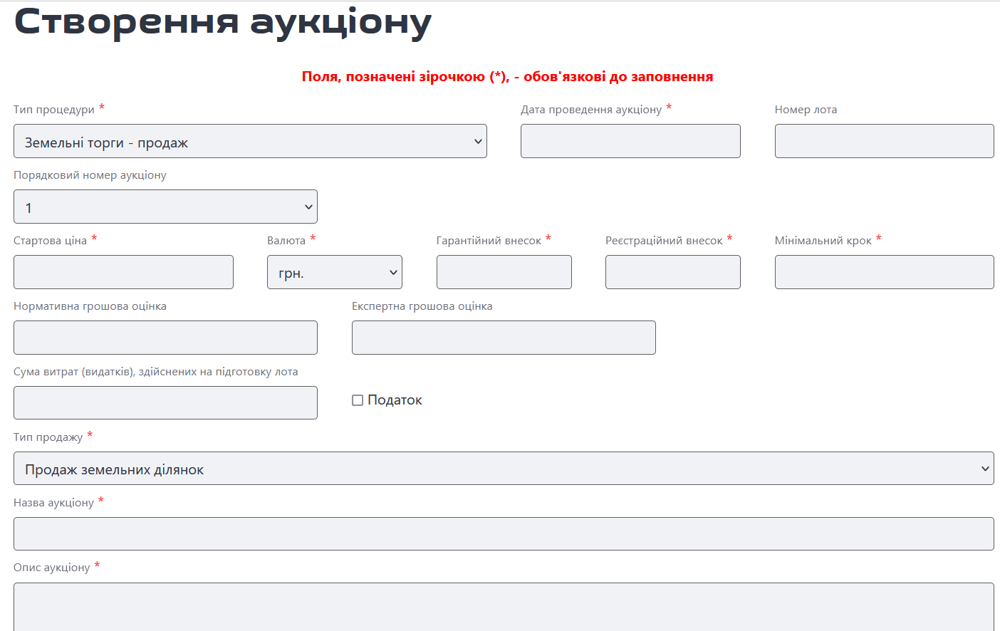 Створення аукціону
Поля, позначені зірочкою (*), - обов'язкові до заповнення
Тип процедури * Дата проведення аукціону * Номер лота
Земельні торги - продаж
Порядковий номер аукціону
1
Стартова ціна * Валюта * Гарантійний внесок * Реєстраційний внесок * Мінімальний крок *
грн.
Нормативна грошова оцінка Експертна грошова оцінка
Сума витрат (видатків), здійснених на підготовку лота
Податок
Тип продажу *
Продаж земельних ділянок
Назва аукціону *
Опис аукціону *